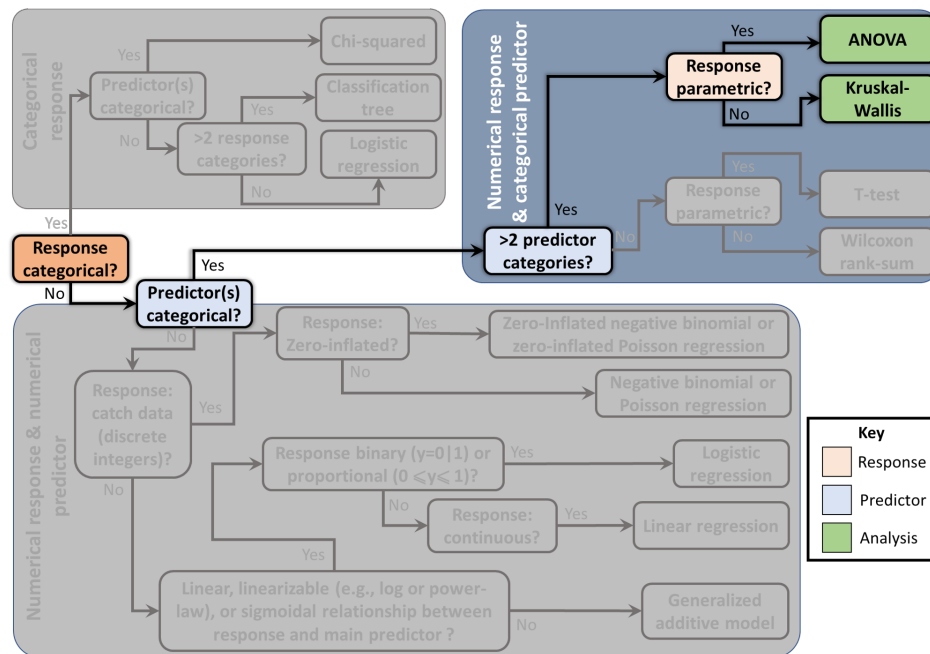 Categorical
response
Yes
Chi-squared
Predictor(s)
categorical?
No
Yes
Classification
tree
>2 response
categories?
No
Logistic
regression
Yes
Response
categorical?
No
Predictor(s)
categorical?
Yes
No
Numerical response
& categorical predictor
>2 predictor
categories?
Yes
No
Response
parametric?
Yes
ANOVA
No
Kruskal-
Wallis
Response
parametric?
Yes
T-test
No
Wilcoxon
rank-sum
Numerical response & numerical
predictor
Response:
catch data
(discrete
integers)?
Yes
No
Response:
Zero-inflated?
Yes
Zero-Inflated negative binomial or
zero-inflated Poisson regression
No
Negative binomial or
Poisson regression
Response binary (y=0|1) or
proportional (0 ⩽y⩽ 1)?
Yes
Logistic
regression
No
Response:
continuous?
Yes
Linear regression
Yes
Linear, linearizable (e.g., log or power-
law), or sigmoidal relationship between
response and main predictor ?
No
Generalized
additive model
Key
Response
Predictor
Analysis